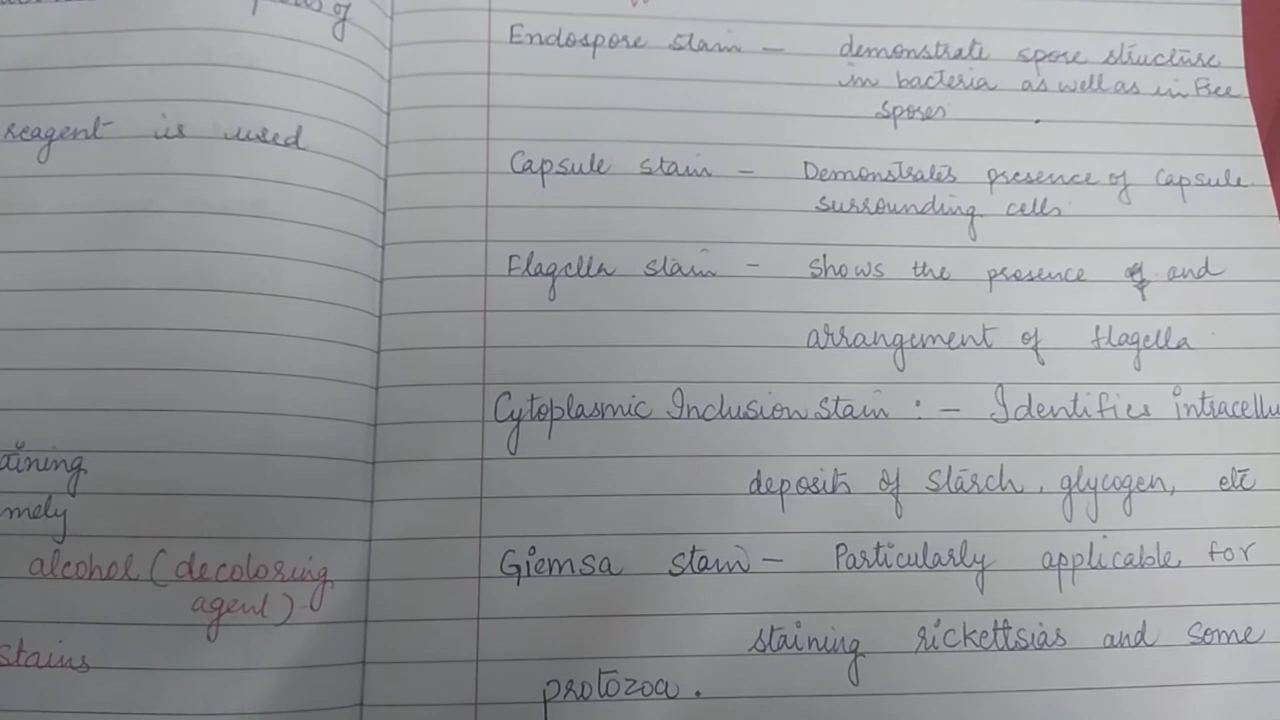 of
reagent is used
aining
mely
alcohol (decoloring
agent).
stains
Endospore stain – demonstrate spore structure
in bacteria as well as in free
spores
Capsule stain – Demonstrates presence of capsule
surrounding cells
Flagella stain – Shows the presence of and
arrangement of flagella
Cytoplasmic Inclusion stain : – Identifies intracellu
deposits of starch, glycogen, etc
Giemsa stain – Particularly applicable for
staining rickettsias and some
protozoa.